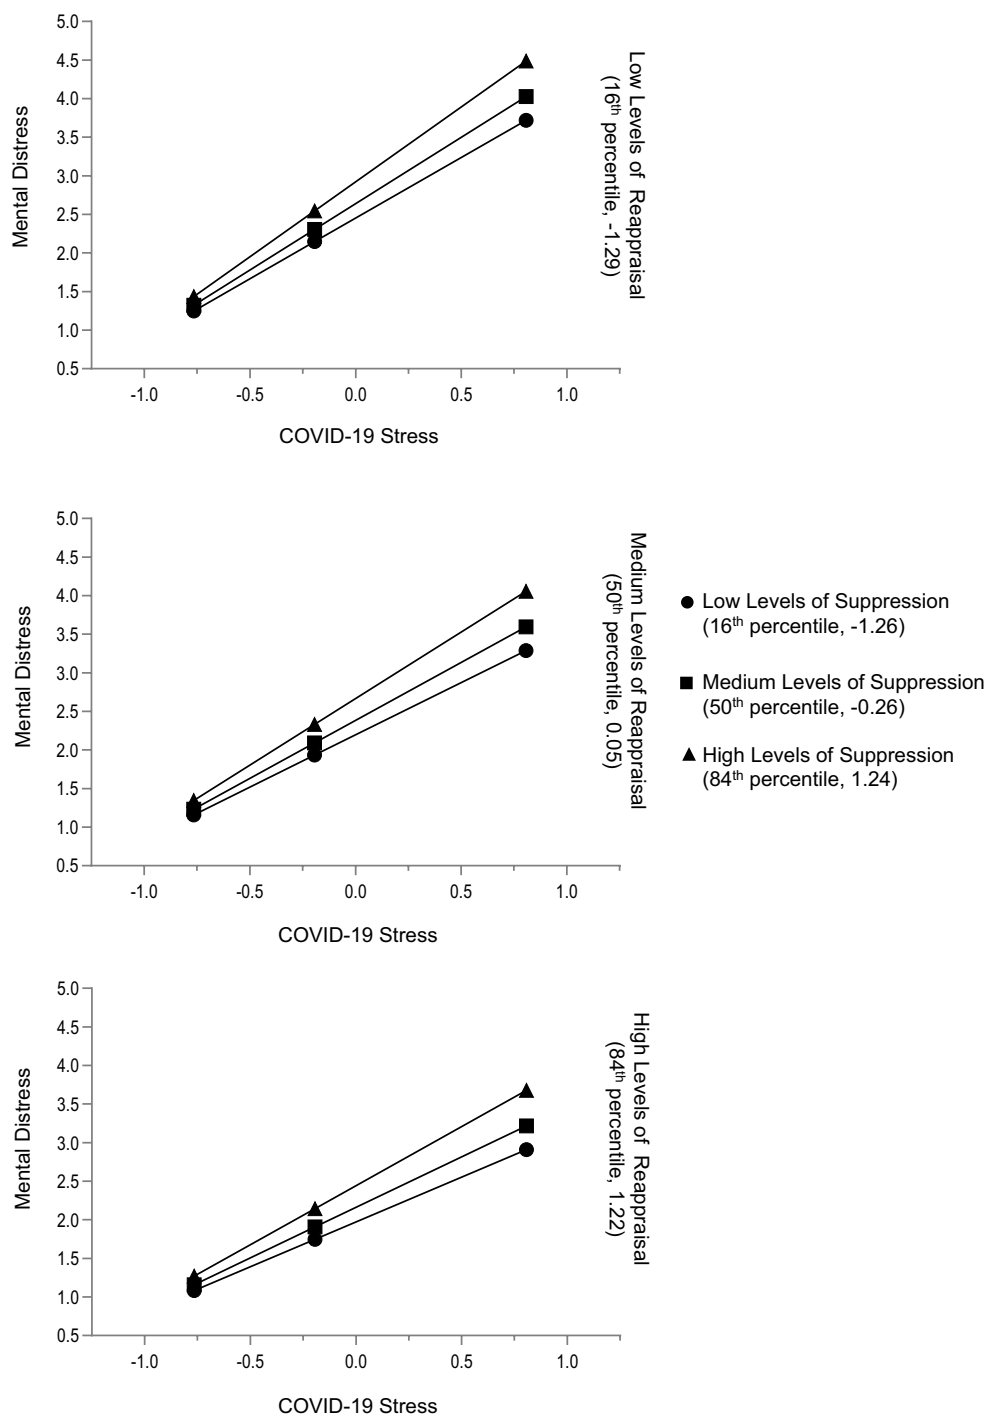 5.0
4.5
4.0
3.5
3.0
2.5
2.0
1.5
1.0
0.5
Mental Distress
-1.0 -0.5 0.0 0.5 1.0
COVID-19 Stress
Low Levels of Reappraisal
(16th percentile, -1.29)
5.0
4.5
4.0
3.5
3.0
2.5
2.0
1.5
1.0
0.5
Mental Distress
-1.0 -0.5 0.0 0.5 1.0
COVID-19 Stress
Medium Levels of Reappraisal
(50th percentile, 0.05)
Low Levels of Suppression
(16th percentile, -1.26)
Medium Levels of Suppression
(50th percentile, -0.26)
High Levels of Suppression
(84th percentile, 1.24)
5.0
4.5
4.0
3.5
3.0
2.5
2.0
1.5
1.0
0.5
Mental Distress
-1.0 -0.5 0.0 0.5 1.0
COVID-19 Stress
High Levels of Reappraisal
(84th percentile, 1.22)